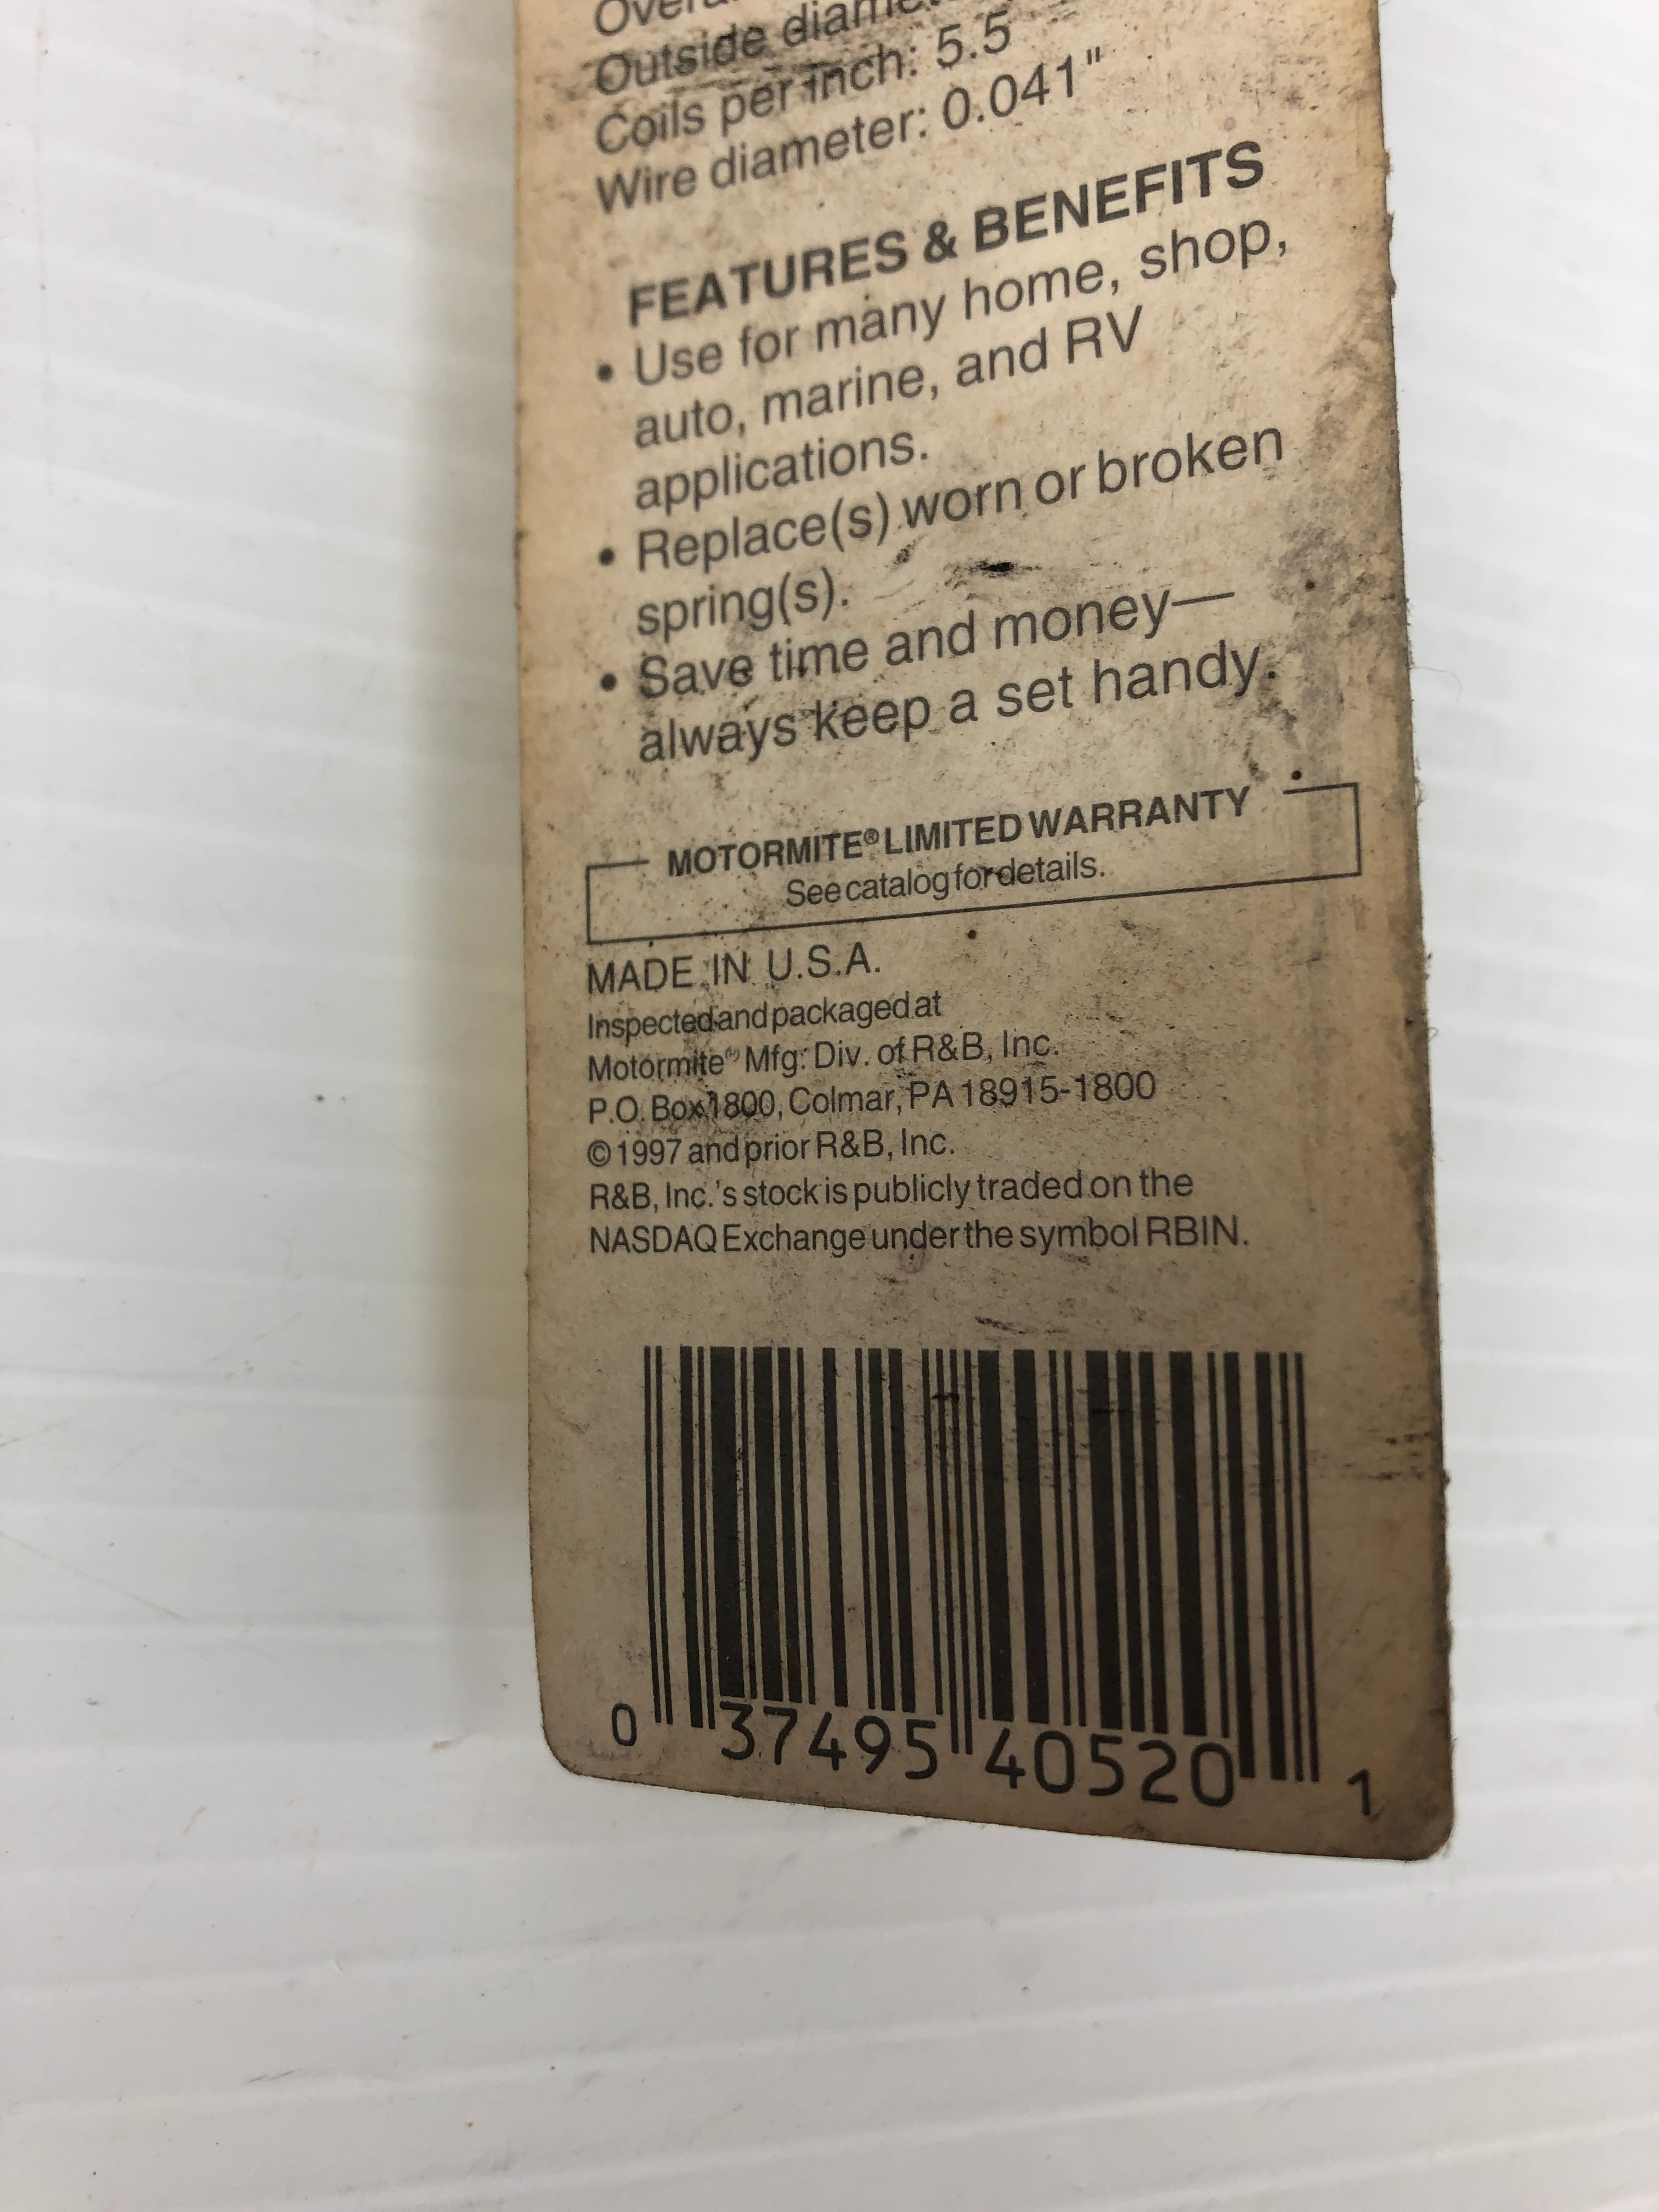 Outside
Coils per inch: 5.5
Wire diameter: 0.041"
FEATURES & BENEFITS
• Use for many home, shop,
auto, marine, and RV
applications.
• Replace(s) worn or broken
spring(s).
• Save time and money—
always keep a set handy.
MOTORMITE® LIMITED WARRANTY
See catalog for details.
MADE IN U.S.A.
Inspected and packaged at
Motormite® Mfg. Div. of R&B, Inc.
P.O. Box 1800, Colmar, PA 18915-1800
©1997 and prior R&B, Inc.
R&B, Inc.'s stock is publicly traded on the
NASDAQ Exchange under the symbol RBIN.
0 37495 40520 1